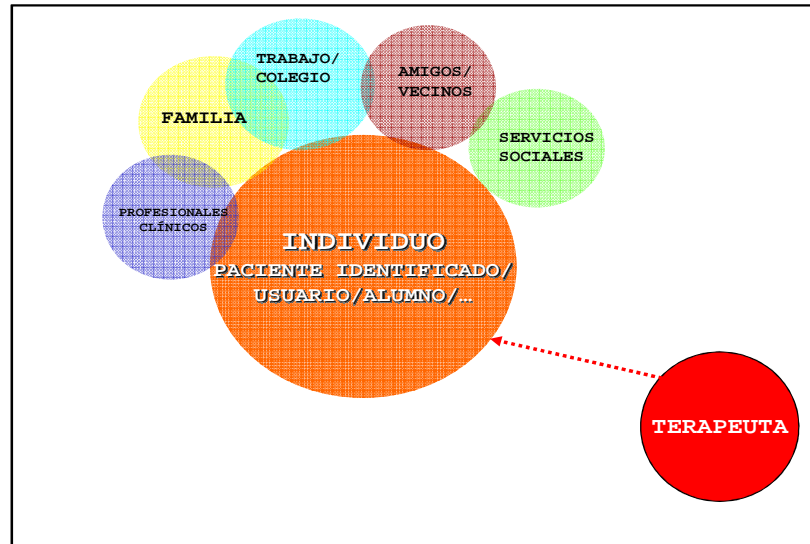 TRABAJO/
COLEGIO
AMIGOS/
VECINOS
FAMILIA
SERVICIOS
SOCIALES
PROFESIONALES
CLÍNICOS
INDIVIDUO
PACIENTE IDENTIFICADO/
USUARIO/ALUMNO/…
TERAPEUTA